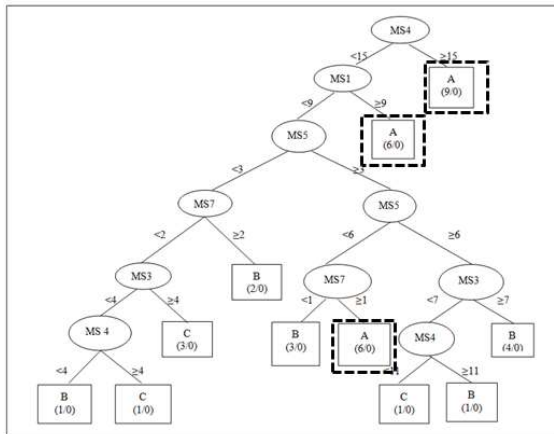 MS4
<15 ≥15
MS1 A
(9/0)
<9 ≥9
MS5 A
(6/0)
<3 ≥3
MS7 MS5
<2 ≥2 <6 ≥6
MS3 B MS7 MS3
(2/0)
<4 ≥4 <1 ≥1 <7 ≥7
MS 4 C B A MS4 B
(3/0) (3/0) (6/0) (4/0)
<4 ≥4 ≥11
B C C B
(1/0) (1/0) (1/0) (1/0)